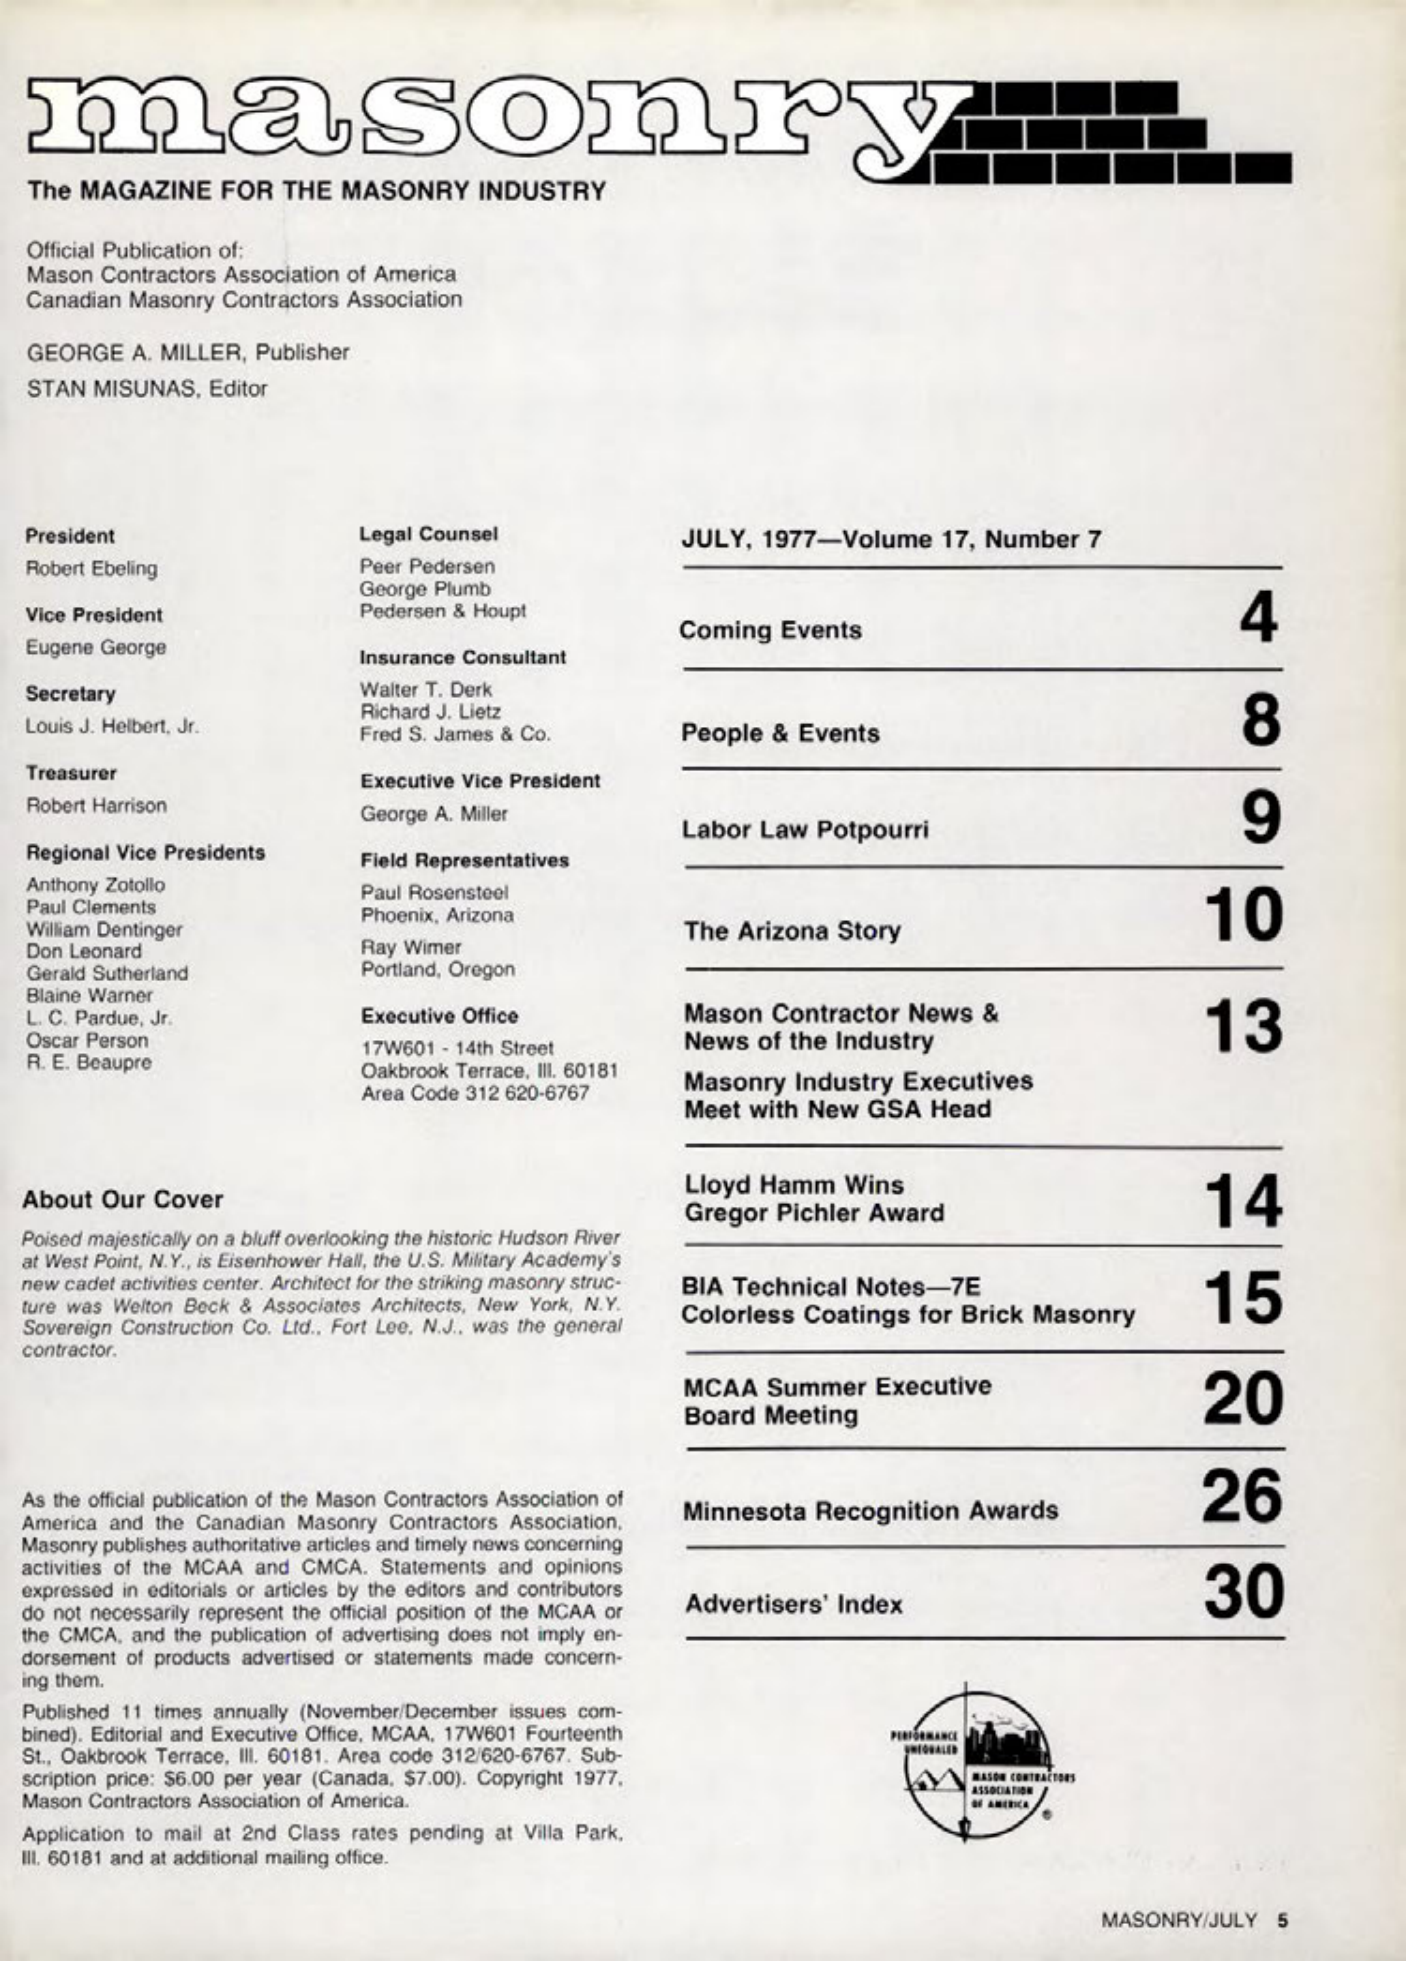 masonry
The MAGAZINE FOR THE MASONRY INDUSTRY
Official Publication of:
Mason Contractors Association of America
Canadian Masonry Contractors Association
GEORGE A. MILLER, Publisher
STAN MISUNAS, Editor
President
Robert Ebeling
Vice President
Eugene George
Secretary
Louis J. Helbert, Jr.
Treasurer
Robert Harrison
Regional Vice Presidents
Anthony Zotollo
Paul Clements
William Dentinger
Don Leonard
Gerald Sutherland
Blaine Warner
L. C. Pardue, Jr.
Oscar Person
R. E. Beaupre
Legal Counsel
Peer Pedersen
George Plumb
Pedersen & Houpt
Insurance Consultant
Walter T. Derk
Richard J. Lietz
Fred S. James & Co.
Executive Vice President
George A. Miller
Field Representatives
Paul Rosensteel
Phoenix, Arizona
Ray Wimer
Portland, Oregon
Executive Office
17W601 - 14th Street
Oakbrook Terrace, Ill. 60181
Area Code 312 620-6767
About Our Cover
Poised majestically on a bluff overlooking the historic Hudson River
at West Point, N.Y., is Eisenhower Hall, the U.S. Military Academy's
new cadet activities center. Architect for the striking masonry struc-
ture was Welton Beck & Associates Architects, New York, N.Y.
Sovereign Construction Co. Ltd., Fort Lee, N.J., was the general
contractor.
As the official publication of the Mason Contractors Association of
America and the Canadian Masonry Contractors Association,
Masonry publishes authoritative articles and timely news concerning
activities of the MCAA and CMCA. Statements and opinions
expressed in editorials or articles by the editors and contributors
do not necessarily represent the official position of the MCAA or
the CMCA, and the publication of advertising does not imply en-
dorsement of products advertised or statements made concern-
ing them.
Published 11 times annually (November/December issues com-
bined). Editorial and Executive Office, MCAA, 17W601 Fourteenth
St., Oakbrook Terrace, Ill. 60181. Area code 312/620-6767. Sub-
scription price: $6.00 per year (Canada, $7.00). Copyright 1977,
Mason Contractors Association of America.
Application to mail at 2nd Class rates pending at Villa Park,
Ill. 60181 and at additional mailing office.
JULY, 1977—Volume 17, Number 7
Coming Events 4
People & Events 8
Labor Law Potpourri 9
The Arizona Story 10
Mason Contractor News & 13
News of the Industry
Masonry Industry Executives
Meet with New GSA Head
Lloyd Hamm Wins 14
Gregor Pichler Award
BIA Technical Notes—7E 15
Colorless Coatings for Brick Masonry
MCAA Summer Executive 20
Board Meeting
Minnesota Recognition Awards 26
Advertisers' Index 30
PERFORMANCE
UNEQUALED
MASON CONTRACTORS
ASSOCIATION
OF AMERICA
®
MASONRY/JULY 5